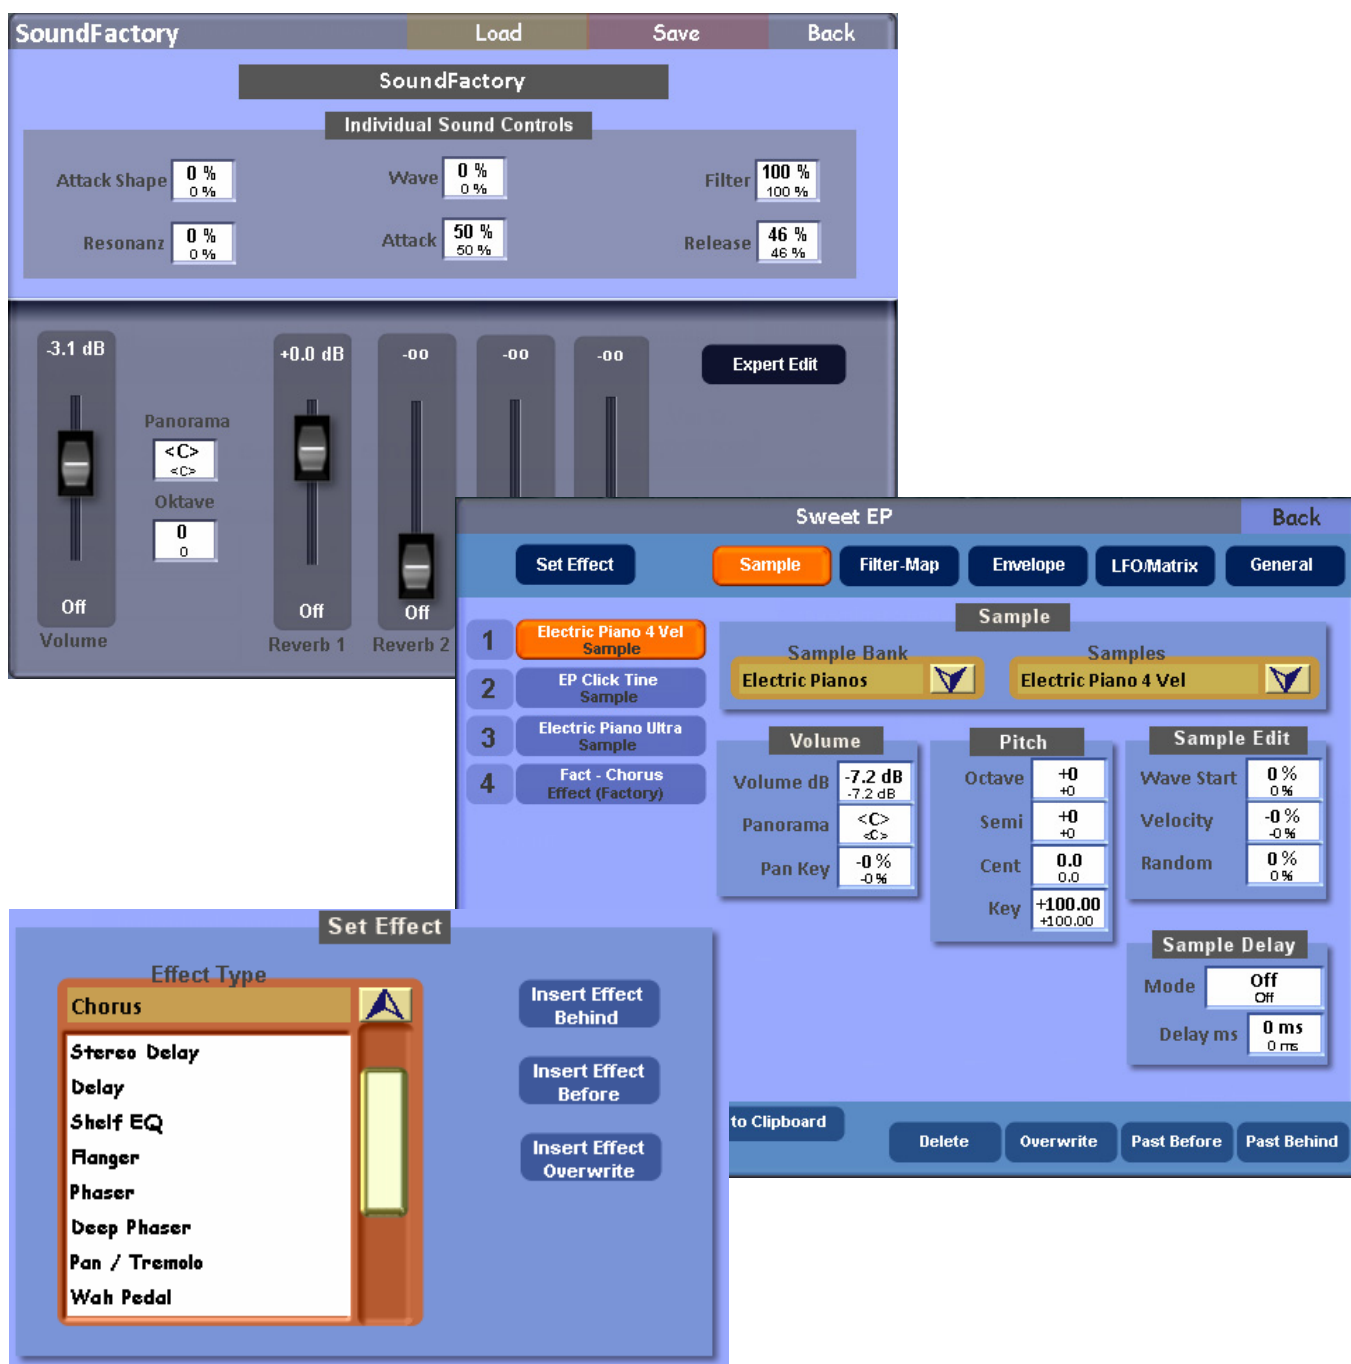 SoundFactory Load Save Back
SoundFactory
Individual Sound Controls
Attack Shape 0 % 0 % Wave 0 % 0 % Filter 100 % 100 %
Resonanz 0 % 0 % Attack 50 % 50 % Release 46 % 46 %
-3.1 dB +0.0 dB -oo -oo -oo
Expert Edit
Panorama
<C>
<C>
Oktave
0
0
Off Off Off
Volume Reverb 1 Reverb 2
Sweet EP Back
Set Effect Sample Filter-Map Envelope LFO/Matrix General
1 Electric Piano 4 Vel
Sample
2 EP Click Tine
Sample
3 Electric Piano Ultra
Sample
4 Fact - Chorus
Effect (Factory)
Sample
Sample Bank Samples
Electric Pianos Electric Piano 4 Vel
Volume
Volume dB -7.2 dB
-7.2 dB
Panorama <C>
<C>
Pan Key -0 %
-0 %
Pitch
Octave +0
+0
Semi +0
+0
Cent 0.0
0.0
Key +100.00
+100.00
Sample Edit
Wave Start 0 %
0 %
Velocity -0 %
-0 %
Random 0 %
0 %
Sample Delay
Mode Off
Off
Delay ms 0 ms
0 ms
to Clipboard Delete Overwrite Past Before Past Behind
Set Effect
Effect Type
Chorus
Stereo Delay
Delay
Shelf EQ
Flanger
Phaser
Deep Phaser
Pan / Tremolo
Wah Pedal
Insert Effect
Behind
Insert Effect
Before
Insert Effect
Overwrite